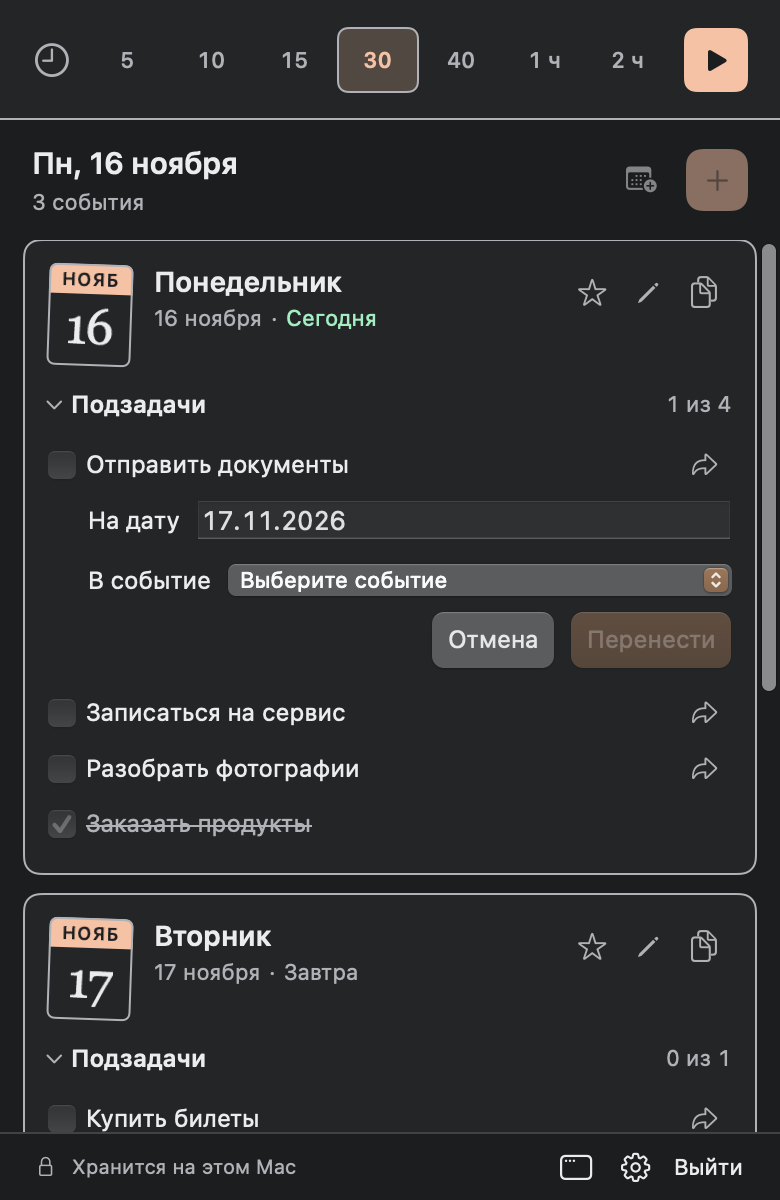 5 10 15 30 40 1 ч 2 ч
Пн, 16 ноября
3 события
НОЯБ
16
Понедельник
16 ноября · Сегодня
Подзадачи 1 из 4
Отправить документы
На дату 17.11.2026
В событие Выберите событие
Отмена Перенести
Записаться на сервис
Разобрать фотографии
Заказать продукты
НОЯБ
17
Вторник
17 ноября · Завтра
Подзадачи 0 из 1
Купить билеты
Хранится на этом Mac Выйти